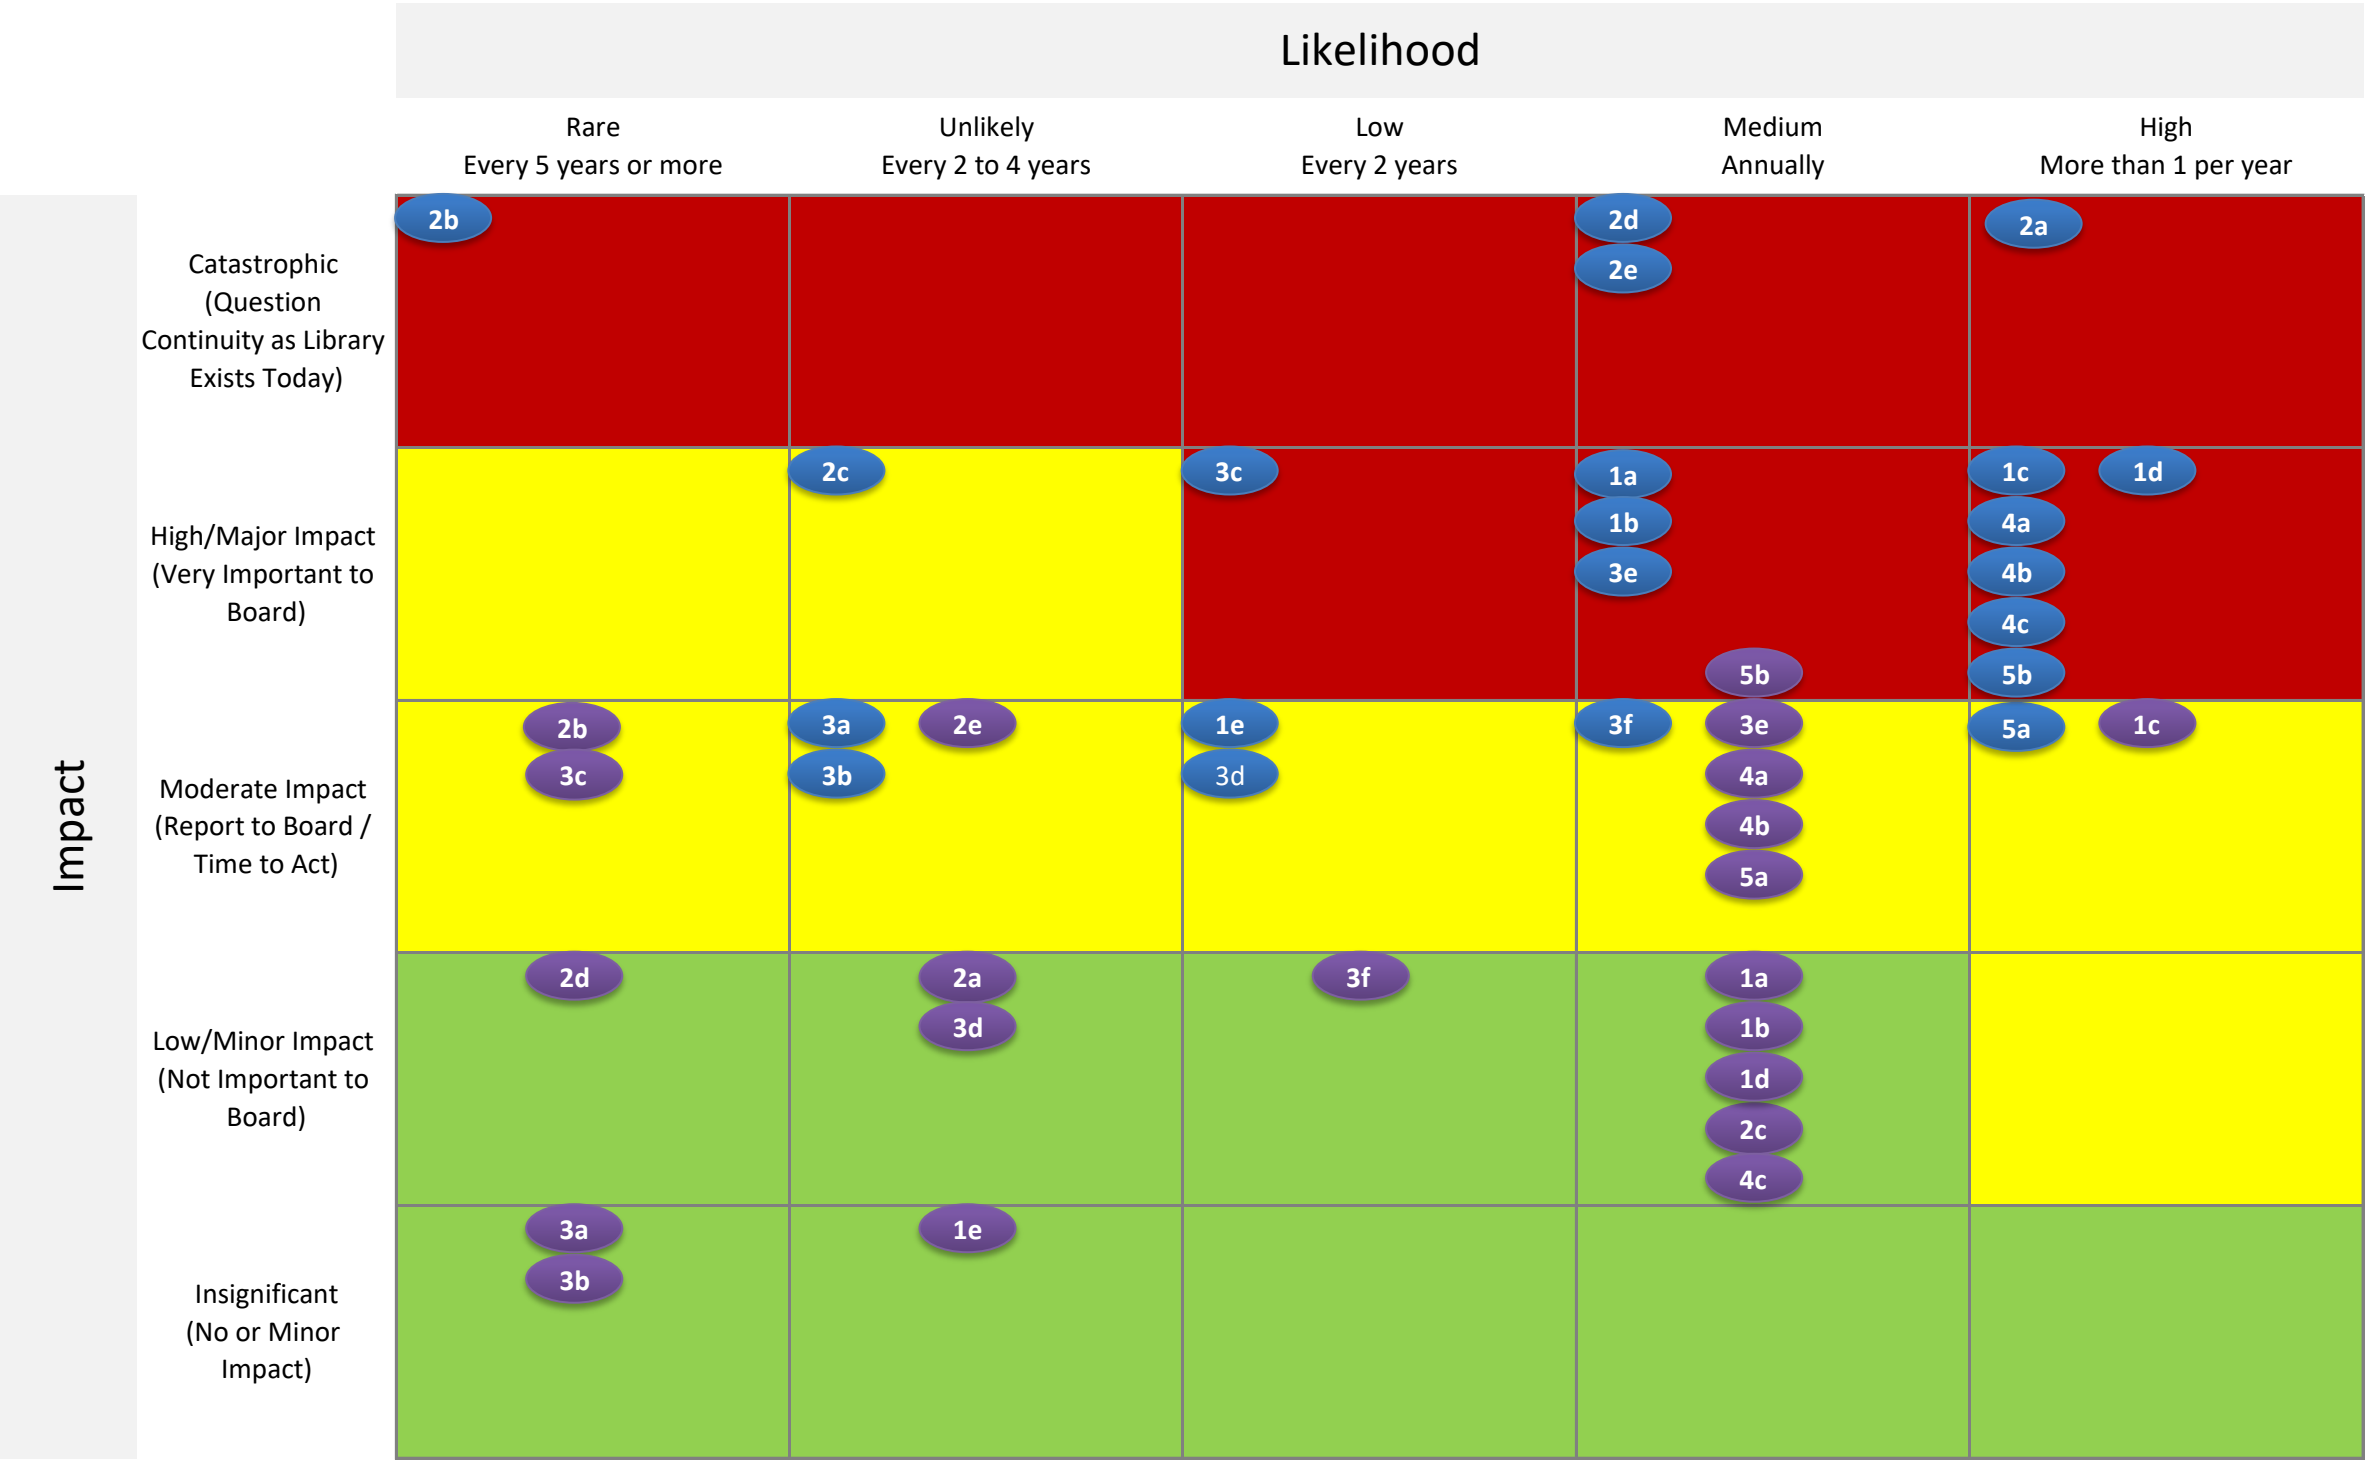 Likelihood
Rare
Every 5 years or more
Unlikely
Every 2 to 4 years
Low
Every 2 years
Medium
Annually
High
More than 1 per year
Impact
Catastrophic
(Question
Continuity as Library
Exists Today)
2b
2d
2e
2a
High/Major Impact
(Very Important to
Board)
2c
3c
1a
1b
3e
5b
1c
1d
4a
4b
4c
5b
Moderate Impact
(Report to Board /
Time to Act)
2b
3c
3a
2e
3b
1e
3d
3f
3e
4a
4b
5a
5a
1c
Low/Minor Impact
(Not Important to
Board)
2d
2a
3d
3f
1a
1b
1d
2c
4c
Insignificant
(No or Minor
Impact)
3a
3b
1e